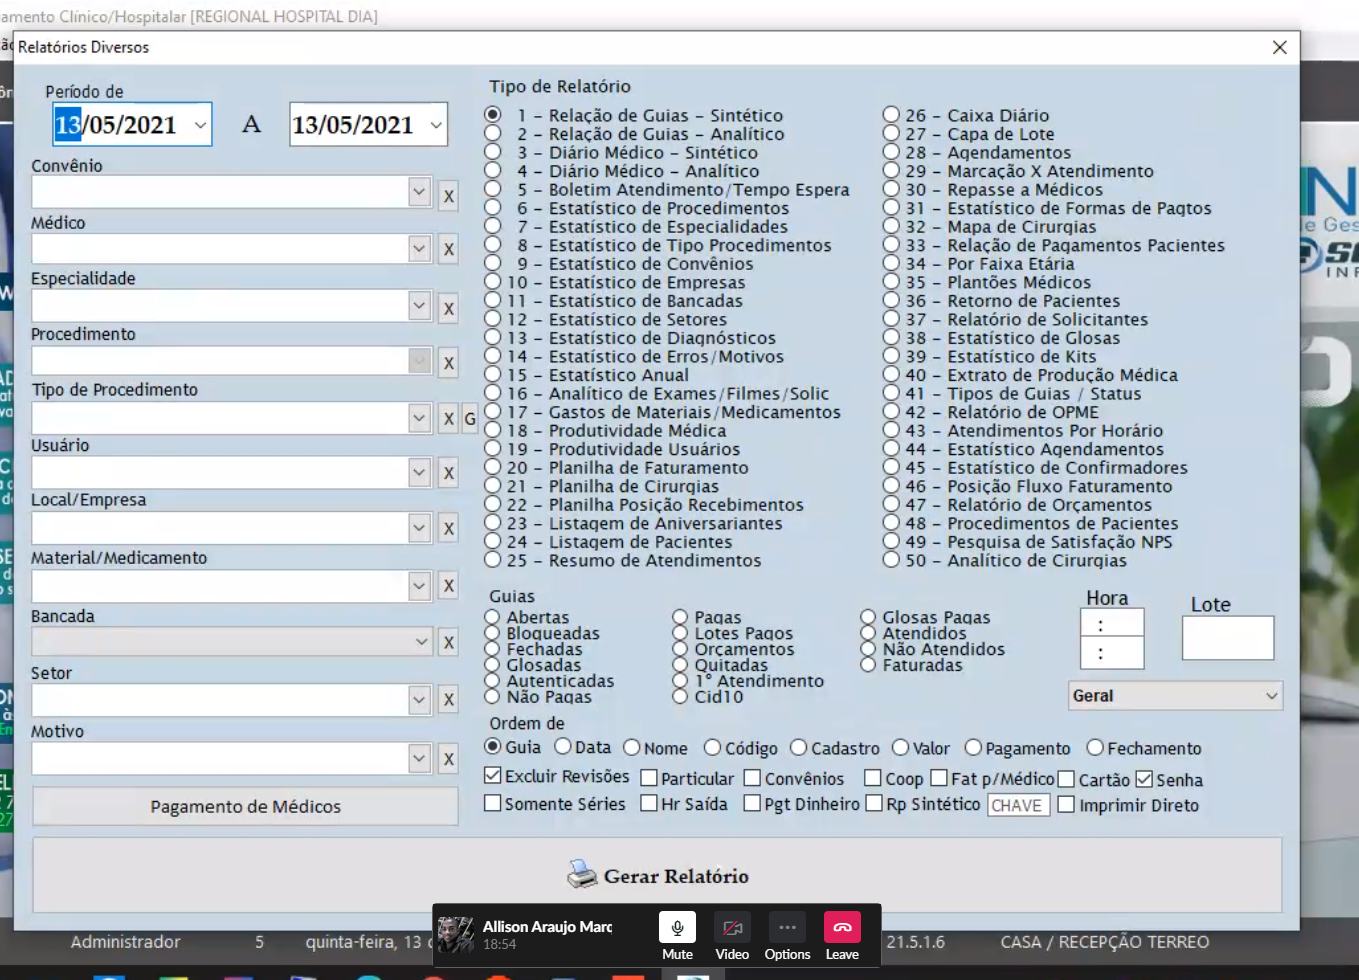 amento Clínico/Hospitalar [REGIONAL HOSPITAL DIA]
Relatórios Diversos
Período de
13/05/2021 A 13/05/2021
Convênio
X
Médico
X
Especialidade
X
Procedimento
X
Tipo de Procedimento
X G
Usuário
X
Local/Empresa
X
Material/Medicamento
X
Bancada
X
Setor
X
Motivo
X
Pagamento de Médicos
Tipo de Relatório
1 - Relação de Guias - Sintético
2 - Relação de Guias - Analítico
3 - Diário Médico - Sintético
4 - Diário Médico - Analítico
5 - Boletim Atendimento/Tempo Espera
6 - Estatístico de Procedimentos
7 - Estatístico de Especialidades
8 - Estatístico de Tipo Procedimentos
9 - Estatístico de Convênios
10 - Estatístico de Empresas
11 - Estatístico de Bancadas
12 - Estatístico de Setores
13 - Estatístico de Diagnósticos
14 - Estatístico de Erros/Motivos
15 - Estatístico Anual
16 - Analítico de Exames/Filmes/Solic
17 - Gastos de Materiais/Medicamentos
18 - Produtividade Médica
19 - Produtividade Usuários
20 - Planilha de Faturamento
21 - Planilha de Cirurgias
22 - Planilha Posição Recebimentos
23 - Listagem de Aniversariantes
24 - Listagem de Pacientes
25 - Resumo de Atendimentos
26 - Caixa Diário
27 - Capa de Lote
28 - Agendamentos
29 - Marcação X Atendimento
30 - Repasse a Médicos
31 - Estatístico de Formas de Pagtos
32 - Mapa de Cirurgias
33 - Relação de Pagamentos Pacientes
34 - Por Faixa Etária
35 - Plantões Médicos
36 - Retorno de Pacientes
37 - Relatório de Solicitantes
38 - Estatístico de Glosas
39 - Estatístico de Kits
40 - Extrato de Produção Médica
41 - Tipos de Guias / Status
42 - Relatório de OPME
43 - Atendimentos Por Horário
44 - Estatístico Agendamentos
45 - Estatístico de Confirmadores
46 - Posição Fluxo Faturamento
47 - Relatório de Orçamentos
48 - Procedimentos de Pacientes
49 - Pesquisa de Satisfação NPS
50 - Analítico de Cirurgias
Guias
Abertas
Bloqueadas
Fechadas
Glosadas
Autenticadas
Não Pagas
Pagas
Lotes Pagos
Orçamentos
Quitadas
1º Atendimento
Cid10
Glosas Pagas
Atendidos
Não Atendidos
Faturadas
Hora
:
:
Lote
Geral
Ordem de
Guia Data Nome Código Cadastro Valor Pagamento Fechamento
Excluir Revisões Particular Convênios Coop Fat p/Médico Cartão Senha
Somente Séries Hr Saída Pgt Dinheiro Rp Sintético CHAVE Imprimir Direto
Gerar Relatório
Allison Araujo Marq
18:54
Mute Video Options Leave
Administrador 5 quinta-feira, 13 21.5.1.6 CASA / RECEPÇÃO TERREO